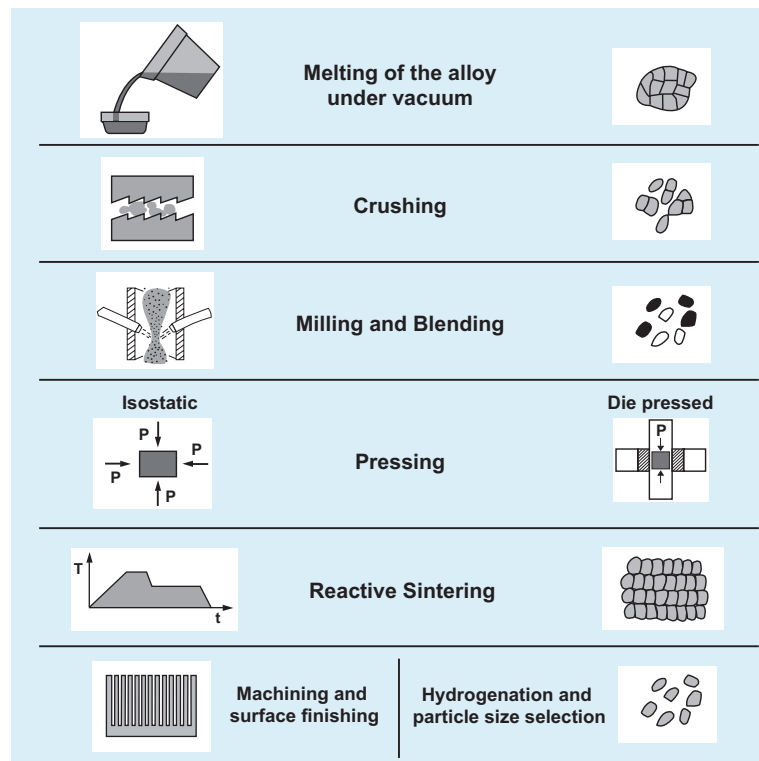 Melting of the alloy
under vacuum
Crushing
Milling and Blending
Isostatic
Die pressed
P
P
P
P
Pressing
P
T
t
Reactive Sintering
Machining and
surface finishing
Hydrogenation and
particle size selection